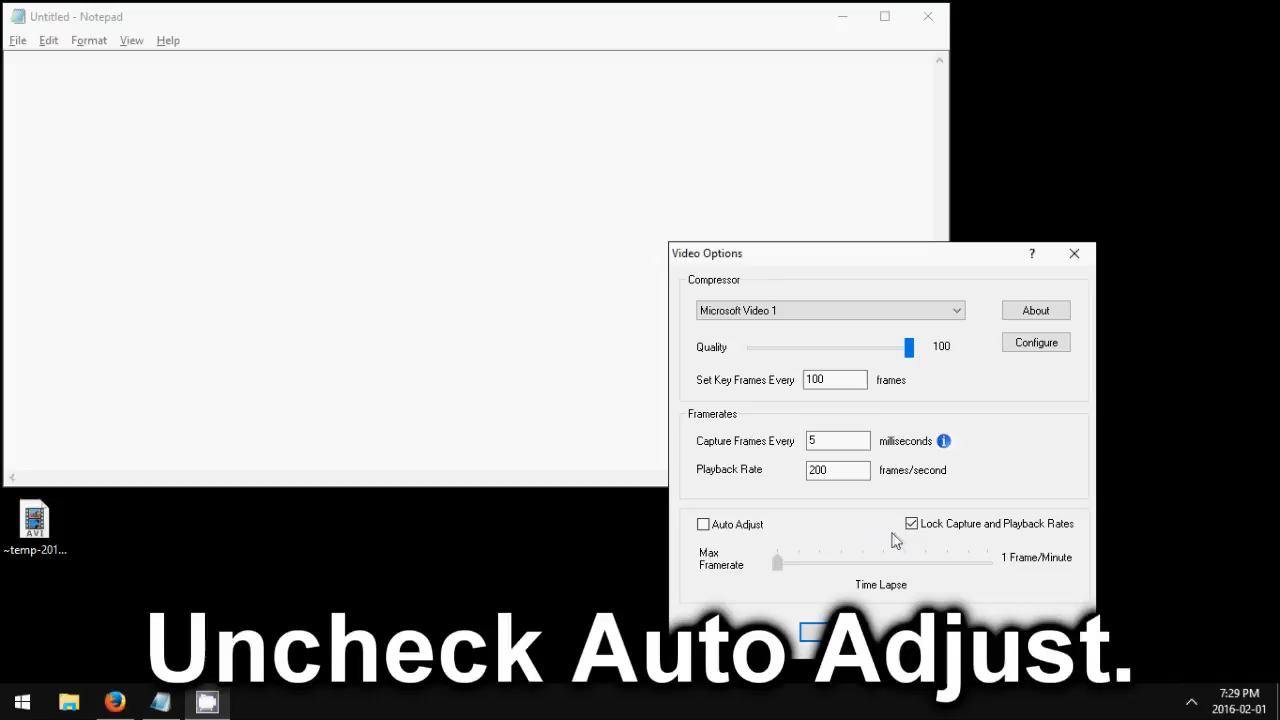 Untitled - Notepad
File Edit Format View Help
Video Options ?
Compressor
Microsoft Video 1 About
Quality 100 Configure
Set Key Frames Every 100 frames
Framerates
Capture Frames Every 5 milliseconds i
Playback Rate 200 frames/second
AVI
~temp-201...
Auto Adjust Lock Capture and Playback Rates
Max Framerate 1 Frame/Minute
Time Lapse
Uncheck Auto Adjust.
7:29 PM
2016-02-01